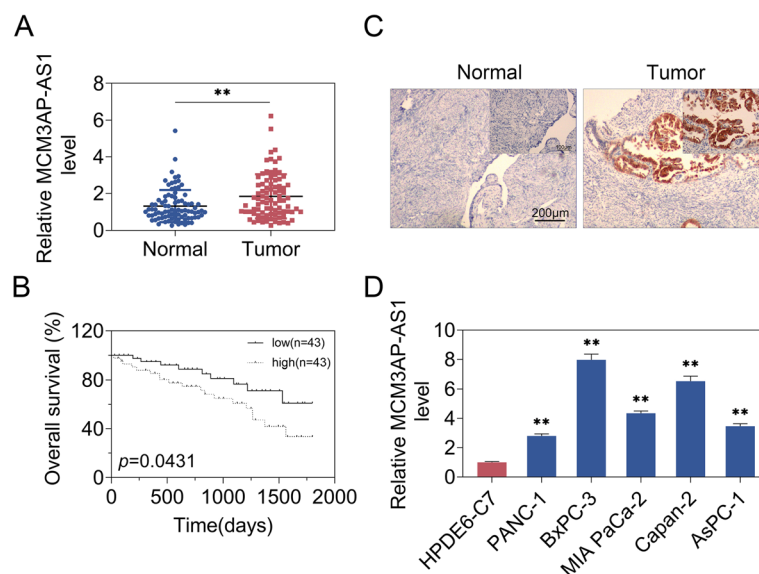 A
Relative MCM3AP-AS1
level
8
6
4
2
0
**
Normal
Tumor
B
Overall survival (%)
120
80
40
0
low(n=43)
high(n=43)
p=0.0431
0
500
1000
1500
2000
Time(days)
C
Normal
Tumor
200μm
D
Relative MCM3AP-AS1
level
10
8
6
4
2
0
**
**
**
**
**
HPDE6-C7
PANC-1
BxPC-3
MIA PaCa-2
Capan-2
AsPC-1